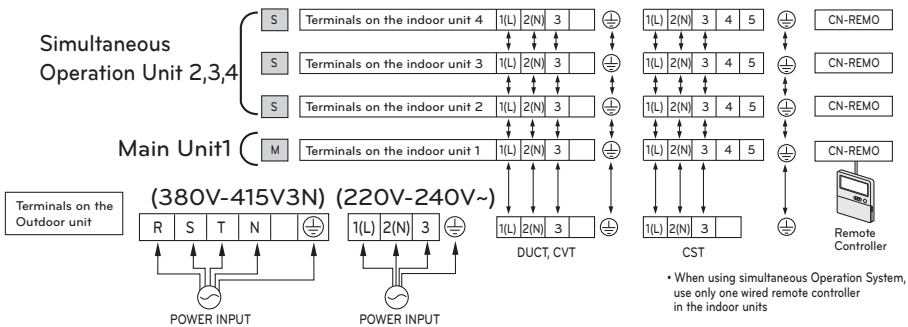 S Terminals on the indoor unit 4 1(L) 2(N) 3 1(L) 2(N) 3 4 5 CN-REMO
Simultaneous
Operation Unit 2,3,4
S Terminals on the indoor unit 3 1(L) 2(N) 3 1(L) 2(N) 3 4 5 CN-REMO
S Terminals on the indoor unit 2 1(L) 2(N) 3 1(L) 2(N) 3 4 5 CN-REMO
Main Unit1 M Terminals on the indoor unit 1 1(L) 2(N) 3 1(L) 2(N) 3 4 5 CN-REMO
Terminals on the
Outdoor unit
(380V-415V3N) (220V-240V~)
R S T N 1(L) 2(N) 3 1(L) 2(N) 3 1(L) 2(N) 3
DUCT, CVT CST
Remote
Controller
POWER INPUT POWER INPUT
• When using simultaneous Operation System,
use only one wired remote controller
in the indoor units